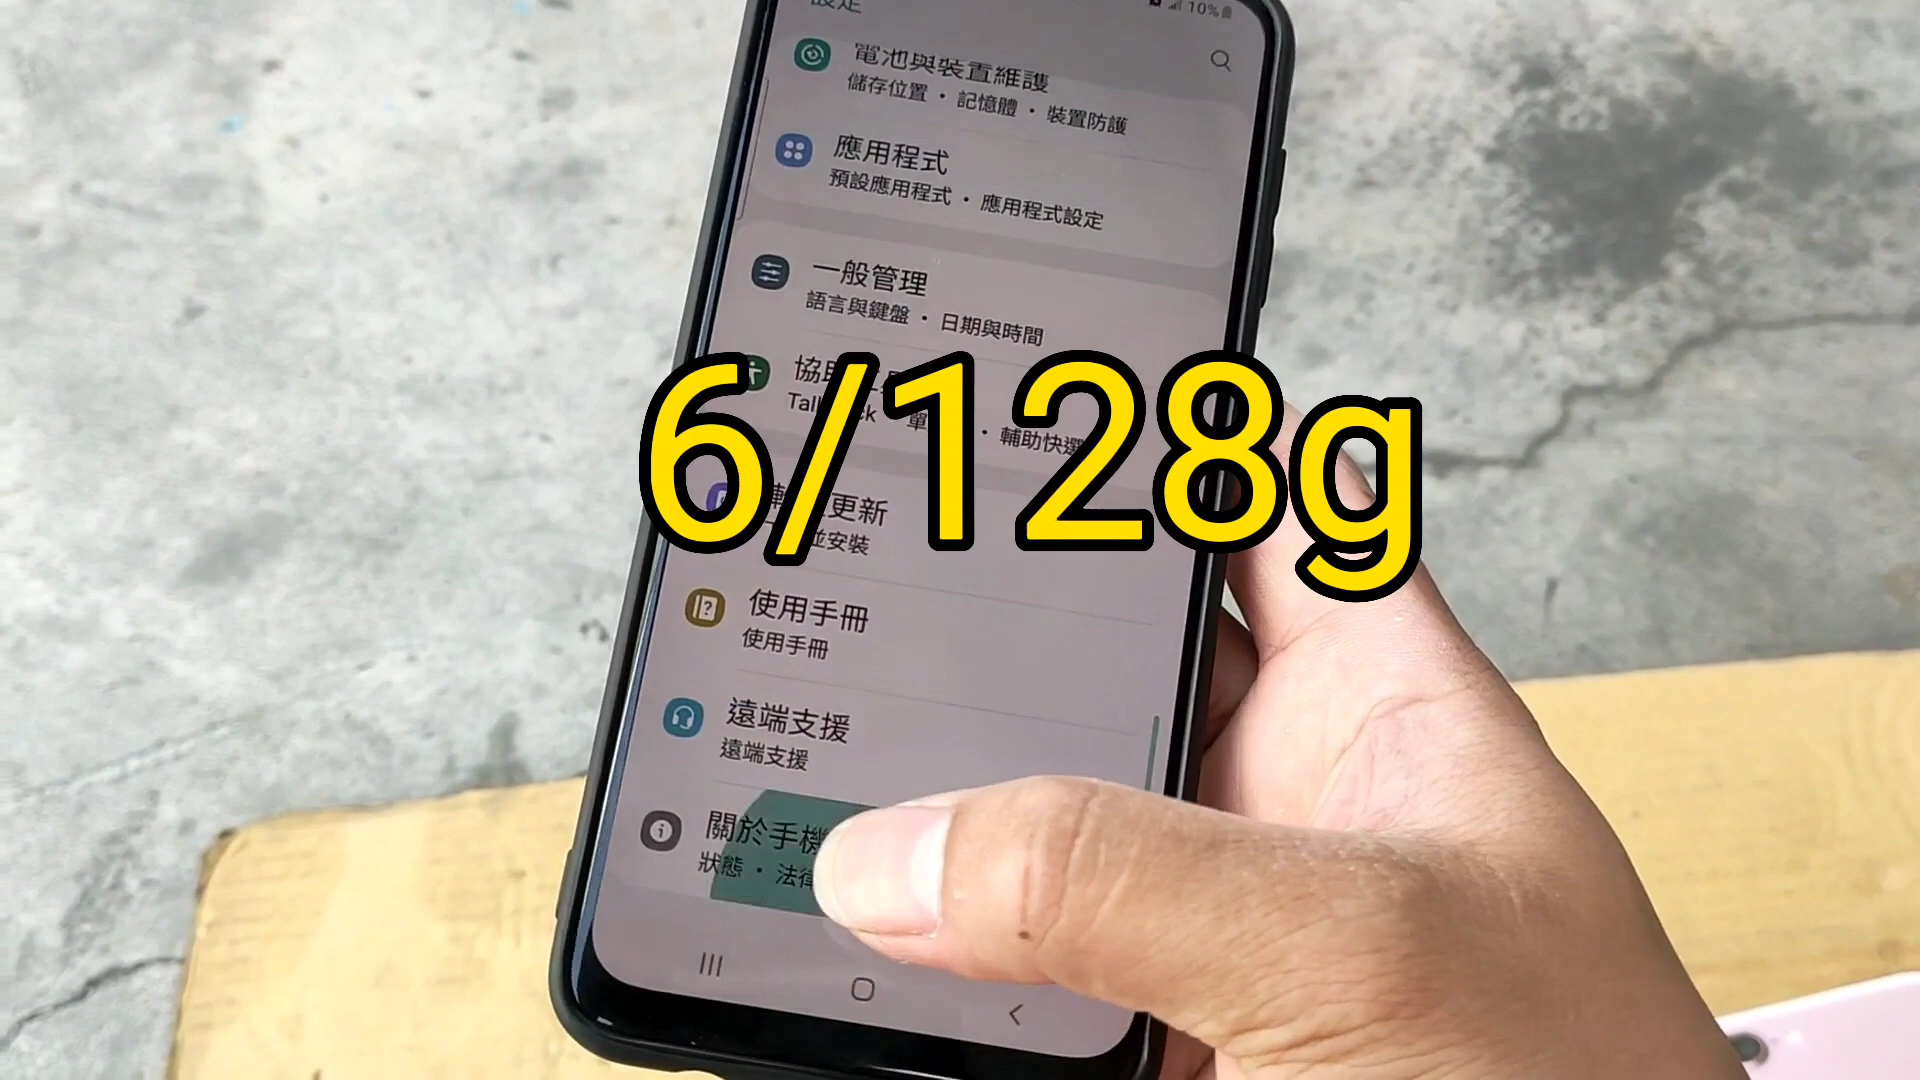 設定
10%
電池與裝置維護
儲存位置 • 記憶體 • 裝置防護
應用程式
預設應用程式 • 應用程式設定
一般管理
語言與鍵盤 • 日期與時間
輔助快選
6/128g
更新
並安裝
使用手冊
使用手冊
遠端支援
遠端支援
關於手機
狀態 • 法律